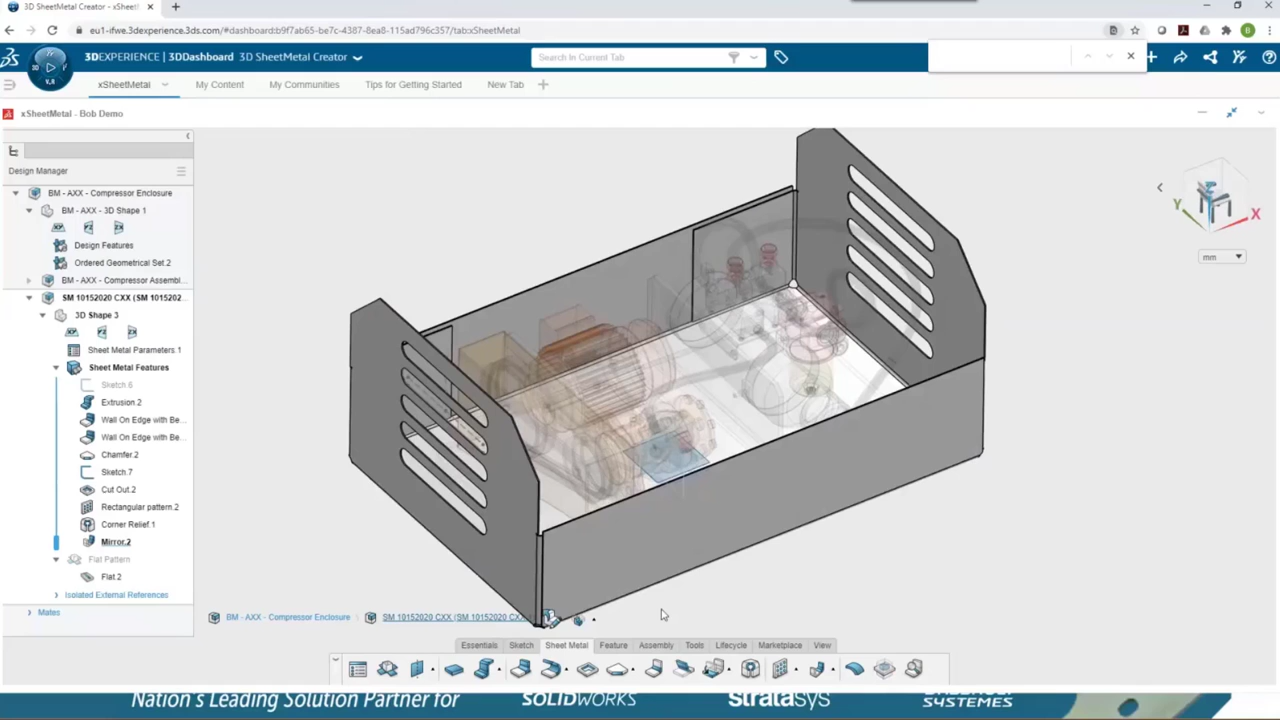 3D SheetMetal Creator - xSheetM
eu1-ifwe.3dexperience.3ds.com/#dashboard:b9f7ab65-be7c-4387-8ea8-115ad796c357/tab:xSheetMetal
B
3DEXPERIENCE | 3DDashboard 3D SheetMetal Creator
Search In Current Tab
3D
V.R
xSheetMetal
My Content
My Communities
Tips for Getting Started
New Tab
xSheetMetal - Bob Demo
Design Manager
BM - AXX - Compressor Enclosure
BM - AXX - 3D Shape 1
Design Features
Ordered Geometrical Set.2
BM - AXX - Compressor Assembl...
SM 10152020 CXX (SM 1015202...
3D Shape 3
Sheet Metal Parameters.1
Sheet Metal Features
Sketch.6
Extrusion 2
Wall On Edge with Be...
Wall On Edge with Be...
Chamfer.2
Sketch.7
Cut Out.2
Rectangular pattern.2
Corner Relief.1
Mirror.2
Flat Pattern
Flat.2
Isolated External References
Mates
Y
X
mm
BM - AXX - Compressor Enclosure
SM 10152020 CXX (SM 10152020 CXX
Essentials
Sketch
Sheet Metal
Feature
Assembly
Tools
Lifecycle
Marketplace
View
Nation's Leading Solution Partner for
SOLIDWORKS
StrataSys
SYSTEMES